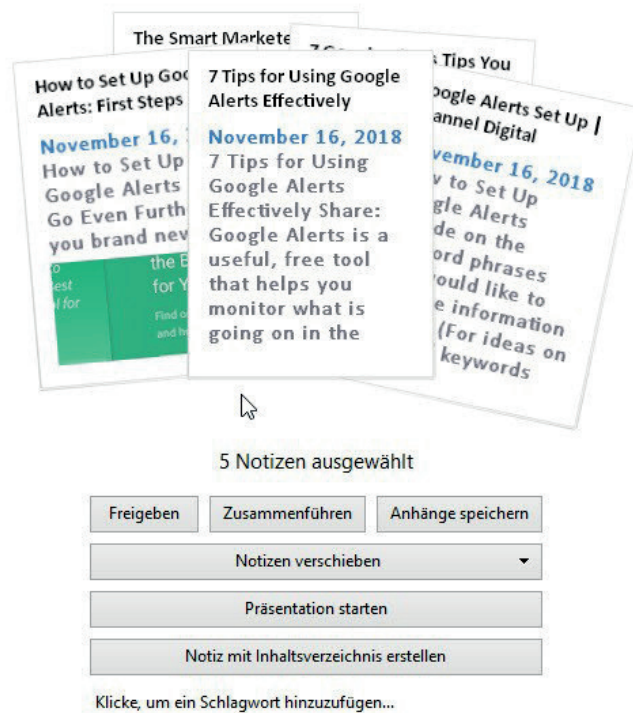 The Smart Markete
Tips You
How to Set Up Goo
Alerts: First Steps
November 16,
How to Set Up
Google Alerts
Go Even Furth
you brand new
est
l for
the B
for Y
Find o
and he
7 Tips for Using Google
Alerts Effectively
November 16, 2018
7 Tips for Using
Google Alerts
Effectively Share:
Google Alerts is a
useful, free tool
that helps you
monitor what is
going on in the
oogle Alerts Set Up |
annel Digital
vember 16, 2018
w to Set Up
gle Alerts
de on the
ord phrases
ould like to
e information
(For ideas on
keywords
5 Notizen ausgewählt
Freigeben Zusammenführen Anhänge speichern
Notizen verschieben
Präsentation starten
Notiz mit Inhaltsverzeichnis erstellen
Klicke, um ein Schlagwort hinzuzufügen...